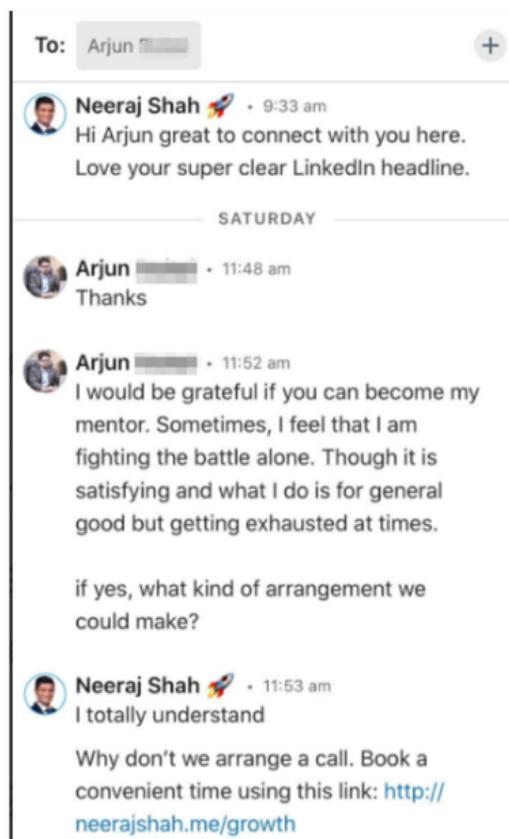 To: Arjun
Neeraj Shah 🚀 • 9:33 am
Hi Arjun great to connect with you here.
Love your super clear LinkedIn headline.
SATURDAY
Arjun • 11:48 am
Thanks
Arjun • 11:52 am
I would be grateful if you can become my
mentor. Sometimes, I feel that I am
fighting the battle alone. Though it is
satisfying and what I do is for general
good but getting exhausted at times.
if yes, what kind of arrangement we
could make?
Neeraj Shah 🚀 • 11:53 am
I totally understand
Why don't we arrange a call. Book a
convenient time using this link: http://
neerajshah.me/growth